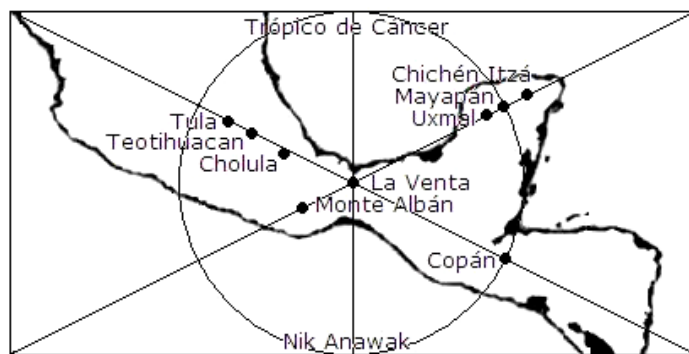 Trópico de Cáncer
Chichén Itzá
Mayapán
Uxmal
Tula
Teotihuacan
Cholula
La Venta
Monte Albán
Copán
Nik Anawak